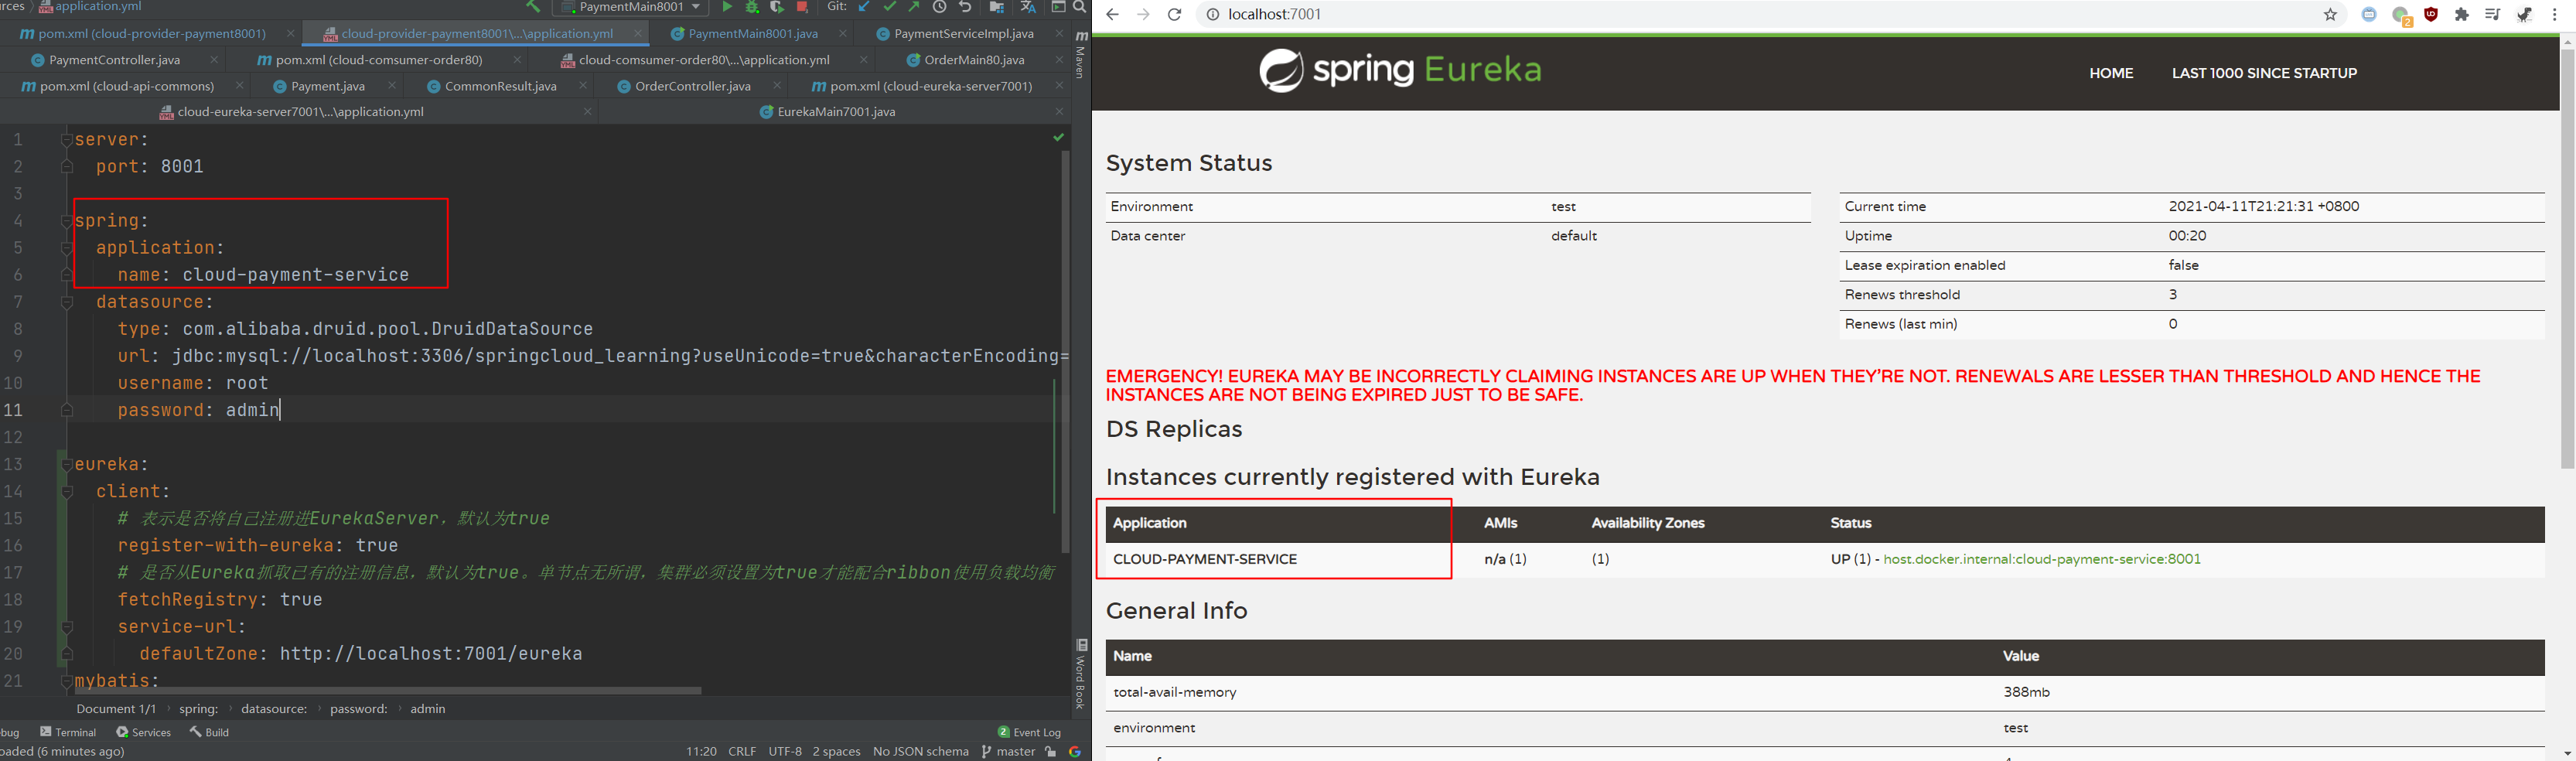 urces
application.yml
PaymentMain8001
Git:
pom.xml (cloud-provider-payment8001)
cloud-provider-payment8001\...\application.yml
PaymentMain8001.java
PaymentServiceImpl.java
PaymentController.java
pom.xml (cloud-comsumer-order80)
cloud-comsumer-order80\...\application.yml
OrderMain80.java
pom.xml (cloud-api-commons)
Payment.java
CommonResult.java
OrderController.java
pom.xml (cloud-eureka-server7001)
cloud-eureka-server7001\...\application.yml
EurekaMain7001.java
Maven
1 server:
2 port: 8001
3
4 spring:
5 application:
6 name: cloud-payment-service
7 datasource:
8 type: com.alibaba.druid.pool.DruidDataSource
9 url: jdbc:mysql://localhost:3306/springcloud_learning?useUnicode=true&characterEncoding=
10 username: root
11 password: admin
12
13 eureka:
14 client:
15 # 表示是否将自己注册进EurekaServer，默认为true
16 register-with-eureka: true
17 # 是否从Eureka抓取已有的注册信息，默认为true。单节点无所谓，集群必须设置为true才能配合ribbon使用负载均衡
18 fetchRegistry: true
19 service-url:
20 defaultZone: http://localhost:7001/eureka
21 mybatis:
Word Book
Document 1/1 › spring: › datasource: › password: › admin
bug Terminal Services Build 2 Event Log
oaded (6 minutes ago) 11:20 CRLF UTF-8 2 spaces No JSON schema master
localhost:7001
2
spring Eureka
HOME LAST 1000 SINCE STARTUP
System Status
Environment test
Data center default
Current time 2021-04-11T21:21:31 +0800
Uptime 00:20
Lease expiration enabled false
Renews threshold 3
Renews (last min) 0
EMERGENCY! EUREKA MAY BE INCORRECTLY CLAIMING INSTANCES ARE UP WHEN THEY'RE NOT. RENEWALS ARE LESSER THAN THRESHOLD AND HENCE THE
INSTANCES ARE NOT BEING EXPIRED JUST TO BE SAFE.
DS Replicas
Instances currently registered with Eureka
Application AMIs Availability Zones Status
CLOUD-PAYMENT-SERVICE n/a (1) (1) UP (1) - host.docker.internal:cloud-payment-service:8001
General Info
Name Value
total-avail-memory 388mb
environment test